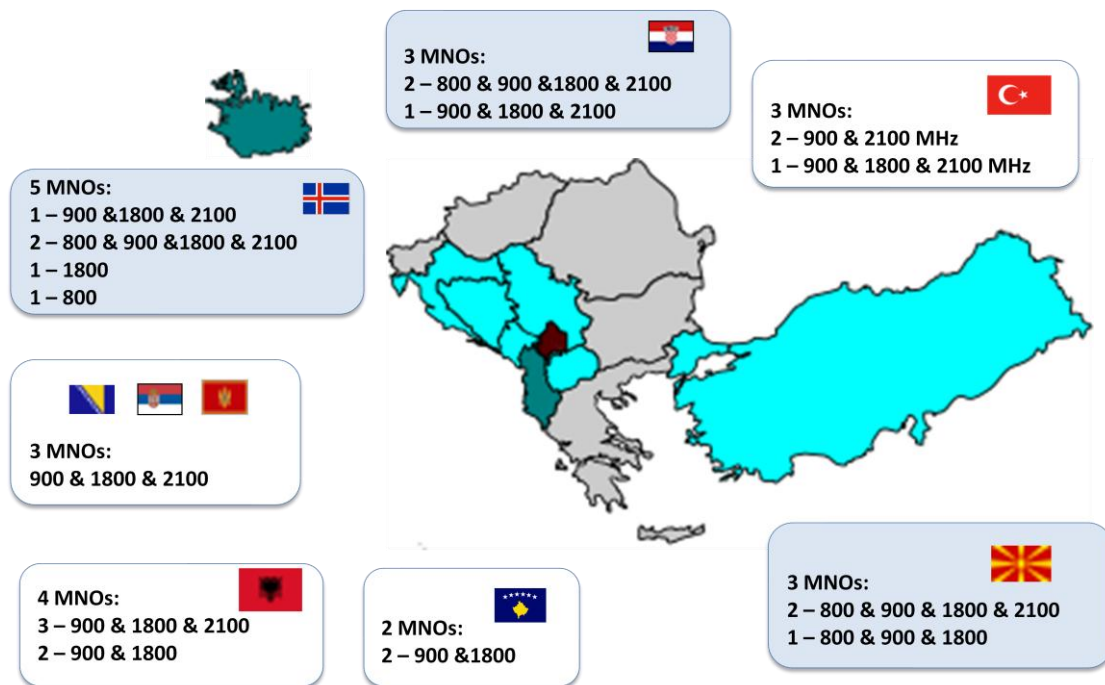 3 MNOs:
2 – 800 & 900 &1800 & 2100
1 – 900 & 1800 & 2100
3 MNOs:
2 – 900 & 2100 MHz
1 – 900 & 1800 & 2100 MHz
5 MNOs:
1 – 900 &1800 & 2100
2 – 800 & 900 &1800 & 2100
1 – 1800
1 – 800
3 MNOs:
900 & 1800 & 2100
4 MNOs:
3 – 900 & 1800 & 2100
2 – 900 & 1800
2 MNOs:
2 – 900 &1800
3 MNOs:
2 – 800 & 900 & 1800 & 2100
1 – 800 & 900 & 1800